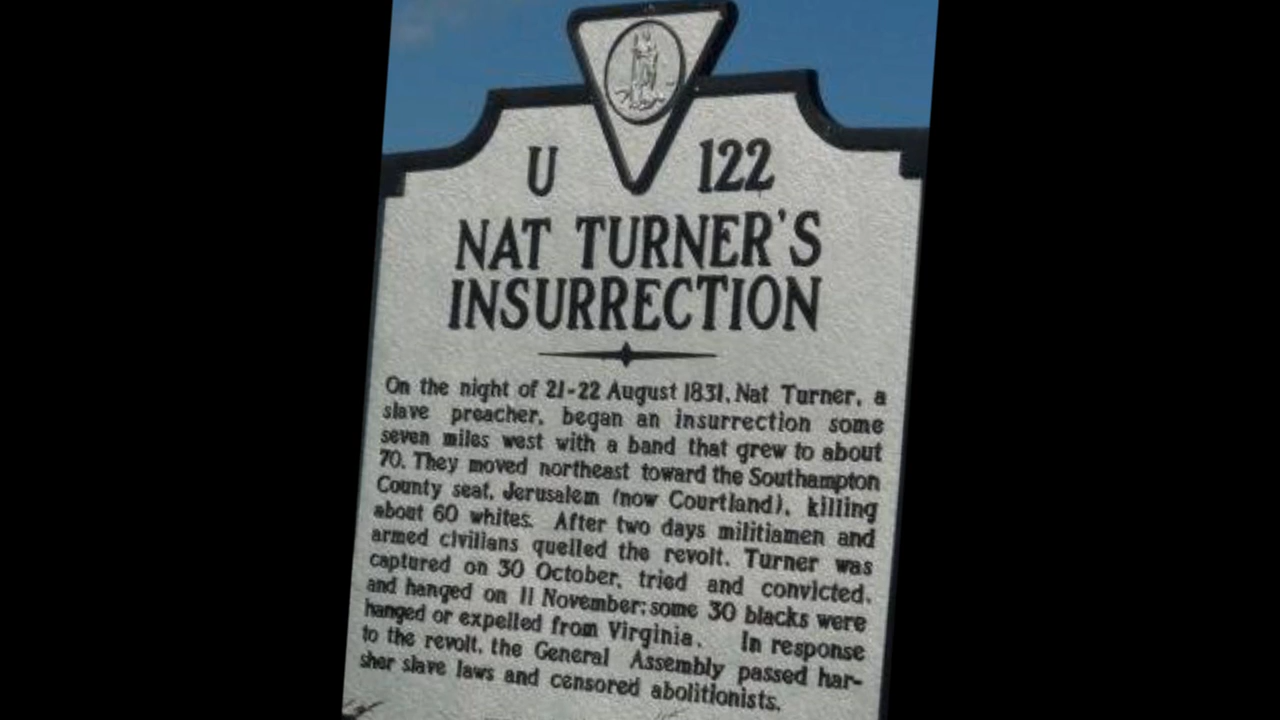 U 122
NAT TURNER'S
INSURRECTION
On the night of 21-22 August 1831, Nat Turner, a
slave preacher, began an insurrection some
seven miles west with a band that grew to about
70. They moved northeast toward the Southampton
County seat, Jerusalem (now Courtland), killing
about 60 whites. After two days militiamen and
armed civilians quelled the revolt. Turner was
captured on 30 October, tried and convicted,
and hanged on 11 November; some 30 blacks were
hanged or expelled from Virginia. In response
to the revolt, the General Assembly passed har-
sher slave laws and censored abolitionists.